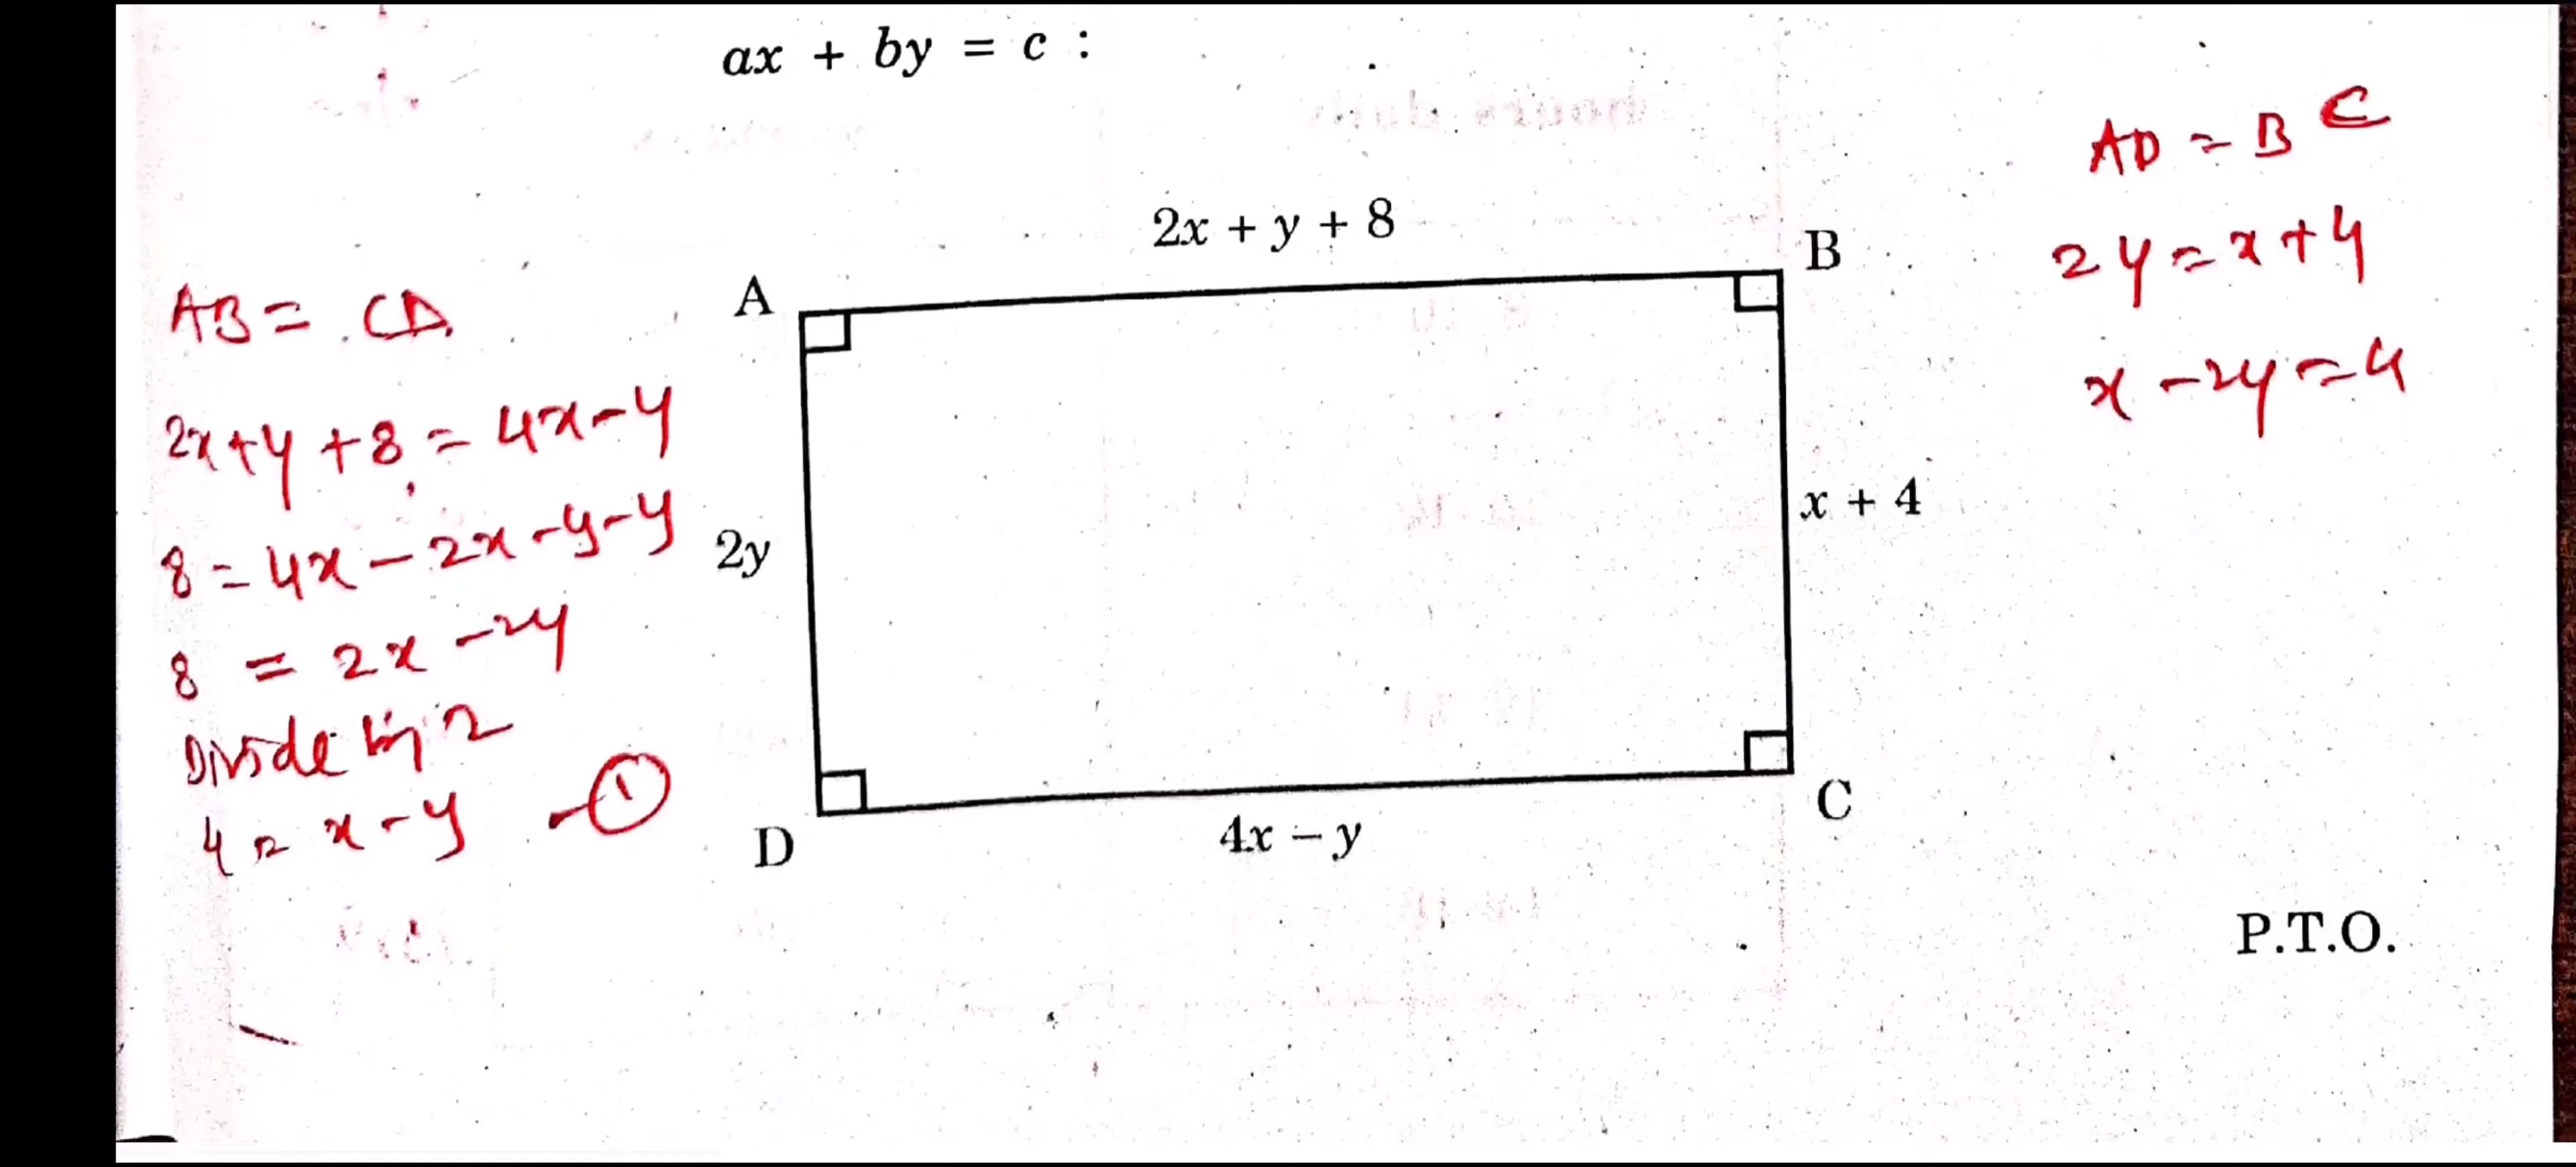 ax + by = c :
AD = BC
2y = x + 4
x - 2y = 4
2x + y + 8
A
B
AB = CD
2x + y + 8 = 4x - y
8 = 4x - 2x - y - y
2y
x + 4
8 = 2x - 2y
Divide by 2
4 = x - y - ①
D
4x – y
C
P.T.O.